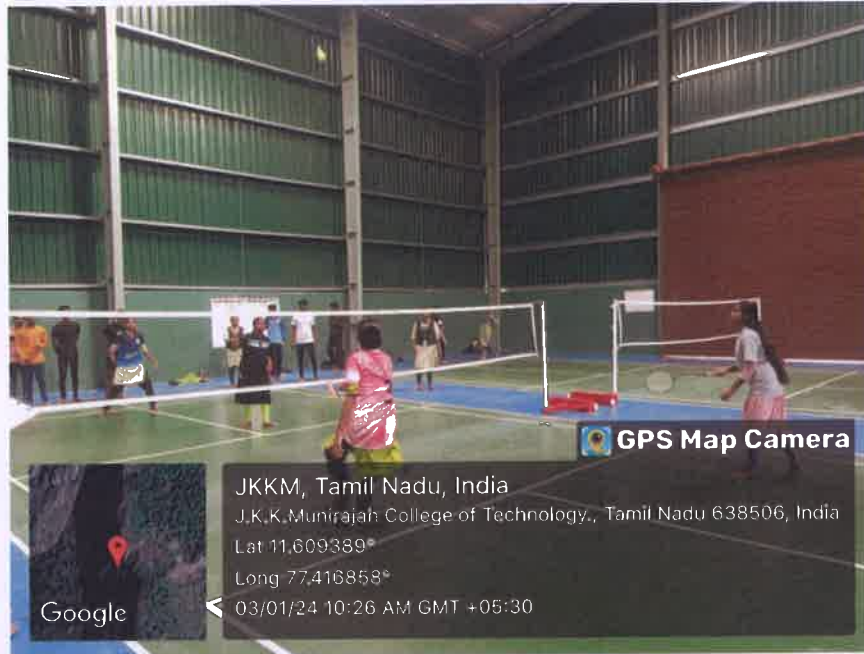 GPS Map Camera
JKKM, Tamil Nadu, India
J.K.K.Munirajah College of Technology., Tamil Nadu 638506, India
Lat 11.609389°
Long 77.416858°
03/01/24 10:26 AM GMT +05:30
Google